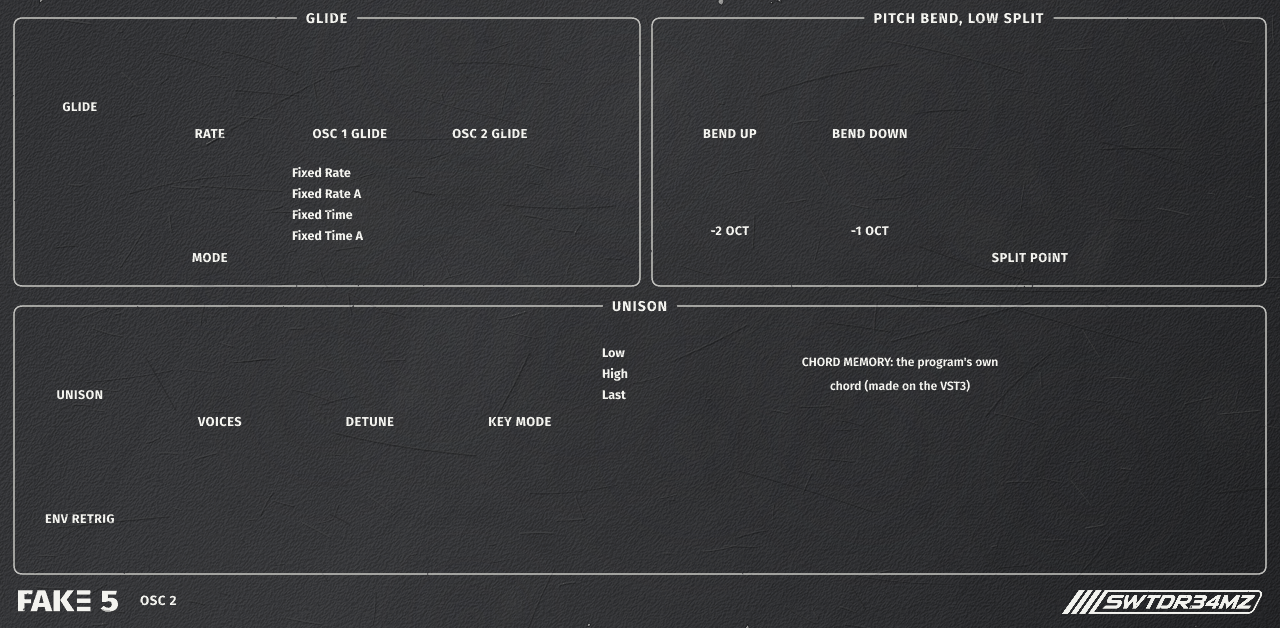 GLIDE
GLIDE
RATE
OSC 1 GLIDE
OSC 2 GLIDE
Fixed Rate
Fixed Rate A
Fixed Time
Fixed Time A
MODE
PITCH BEND, LOW SPLIT
BEND UP
BEND DOWN
-2 OCT
-1 OCT
SPLIT POINT
UNISON
UNISON
VOICES
DETUNE
KEY MODE
Low
High
Last
CHORD MEMORY: the program's own
chord (made on the VST3)
ENV RETRIG
FAKE 5
OSC 2
SWTDR34MZ